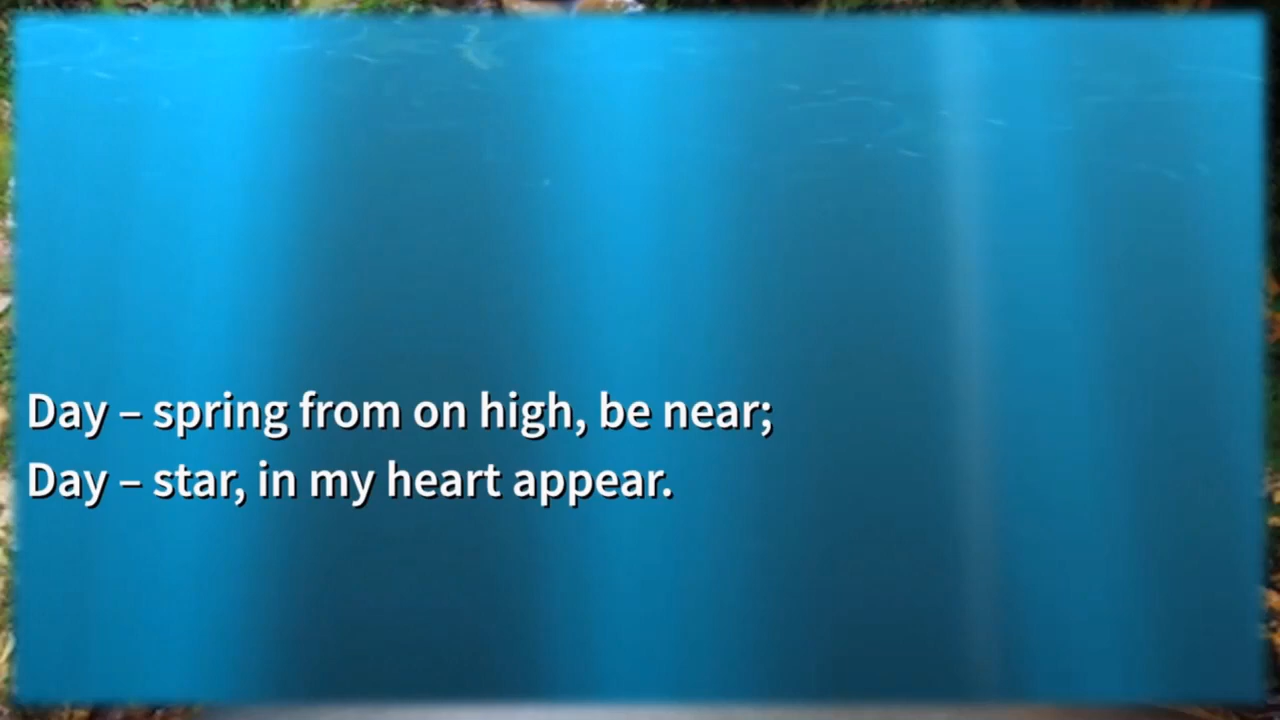 Day – spring from on high, be near;
Day – star, in my heart appear.